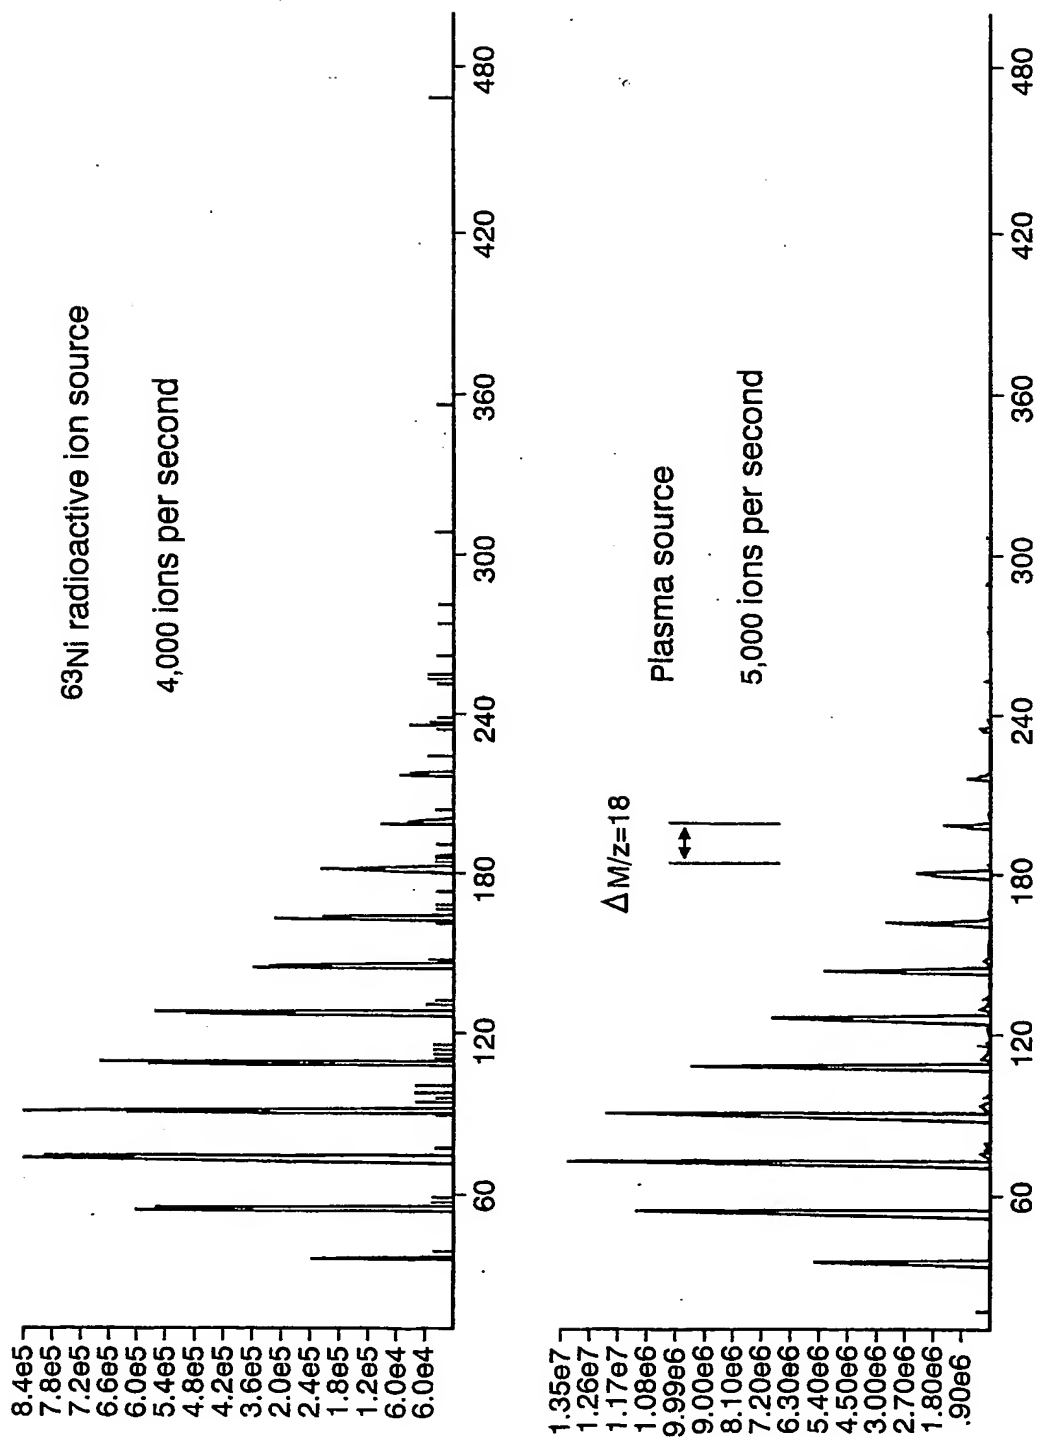 8.4e5
7.8e5
7.2e5
6.6e5
6.0e5
5.4e5
4.8e5
4.2e5
3.6e5
2.0e5
2.4e5
1.8e5
1.2e5
6.0e4
6.0e4
63Ni radioactive ion source
4,000 ions per second
60 120 180 240 300 360 420 480
1.35e7
1.26e7
1.17e7
1.08e6
9.99e6
9.00e6
8.10e6
7.20e6
6.30e6
5.40e6
4.50e6
3.00e6
2.70e6
1.80e6
.90e6
ΔM/z=18
Plasma source
5,000 ions per second
60 120 180 240 300 360 420 480